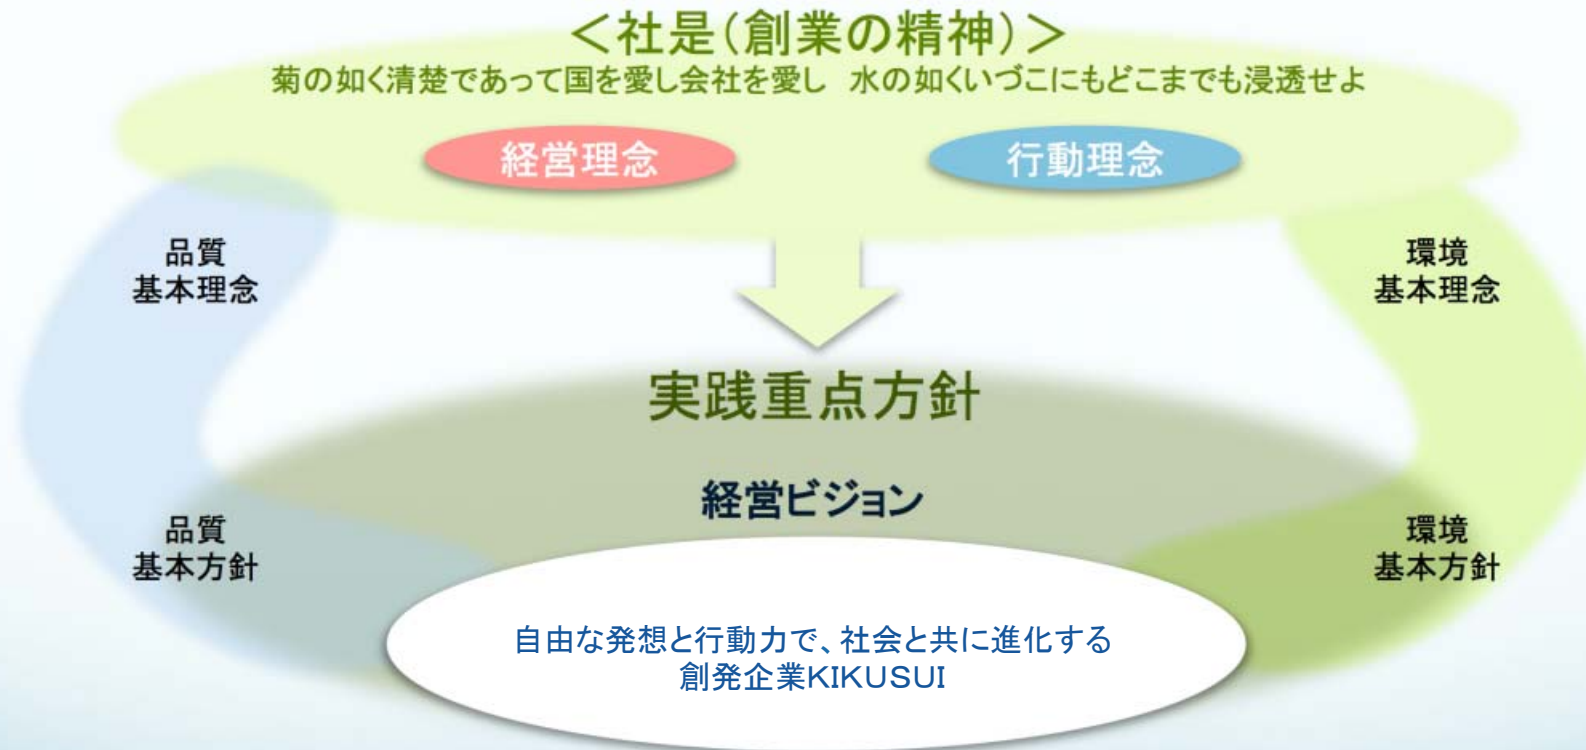 ＜社是（創業の精神）＞
菊の如く清楚であって国を愛し会社を愛し　水の如くいづこにもどこまでも浸透せよ
経営理念
行動理念
品質
基本理念
環境
基本理念
実践重点方針
経営ビジョン
品質
基本方針
環境
基本方針
自由な発想と行動力で、社会と共に進化する
創発企業KIKUSUI